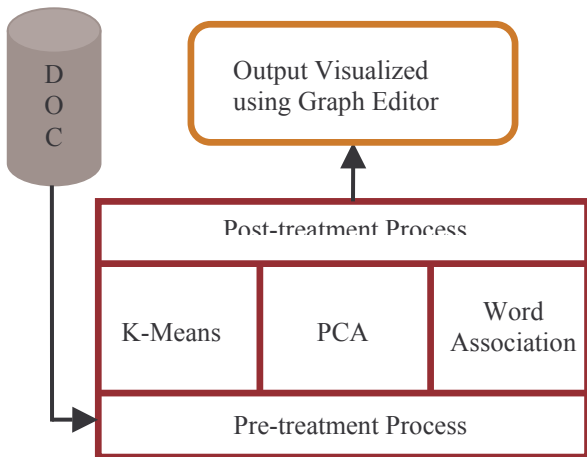 D
O
C
Output Visualized
using Graph Editor
Post-treatment Process
K-Means
PCA
Word
Association
Pre-treatment Process